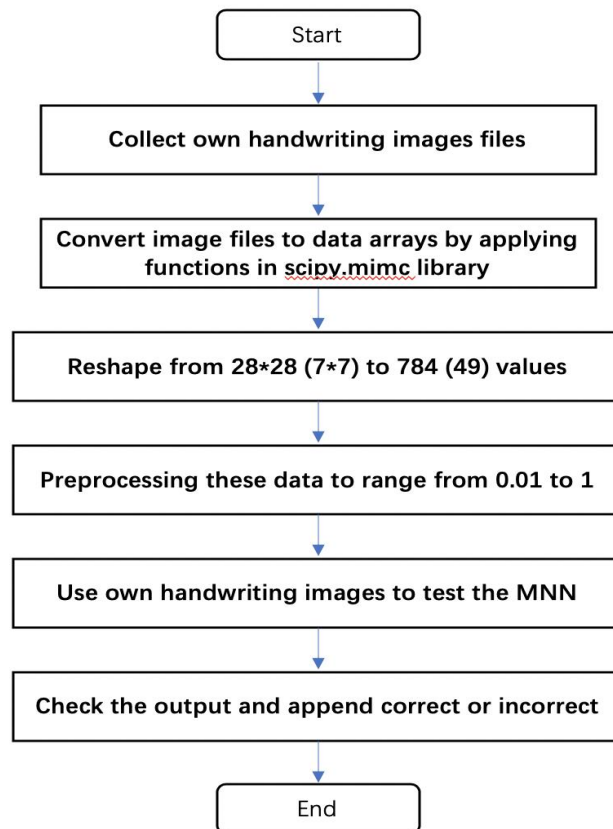 Start
Collect own handwriting images files
Convert image files to data arrays by applying
functions in scipy.mimc library
Reshape from 28*28 (7*7) to 784 (49) values
Preprocessing these data to range from 0.01 to 1
Use own handwriting images to test the MNN
Check the output and append correct or incorrect
End